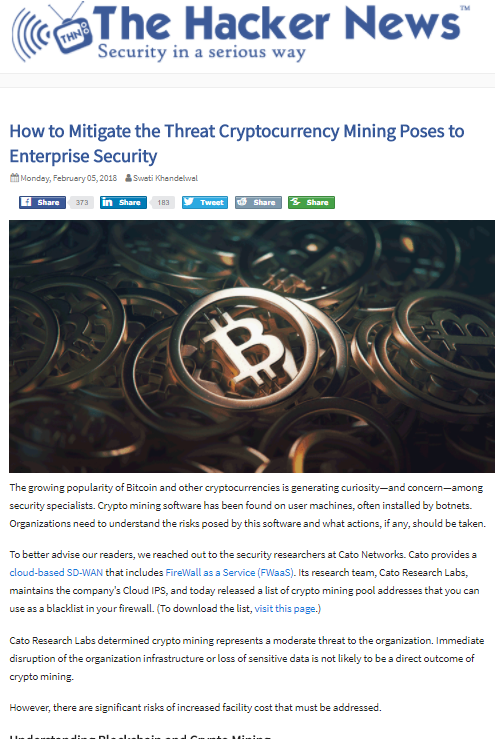 The Hacker News™
THN
Security in a serious way
How to Mitigate the Threat Cryptocurrency Mining Poses to
Enterprise Security
Monday, February 05, 2018 Swati Khandelwal
Share 373 Share 183 Tweet Share Share
The growing popularity of Bitcoin and other cryptocurrencies is generating curiosity—and concern—among
security specialists. Crypto mining software has been found on user machines, often installed by botnets.
Organizations need to understand the risks posed by this software and what actions, if any, should be taken.
To better advise our readers, we reached out to the security researchers at Cato Networks. Cato provides a
cloud-based SD-WAN that includes FireWall as a Service (FWaaS). Its research team, Cato Research Labs,
maintains the company's Cloud IPS, and today released a list of crypto mining pool addresses that you can
use as a blacklist in your firewall. (To download the list, visit this page.)
Cato Research Labs determined crypto mining represents a moderate threat to the organization. Immediate
disruption of the organization infrastructure or loss of sensitive data is not likely to be a direct outcome of
crypto mining.
However, there are significant risks of increased facility cost that must be addressed.
Understanding Blockchain and Crypto Mining